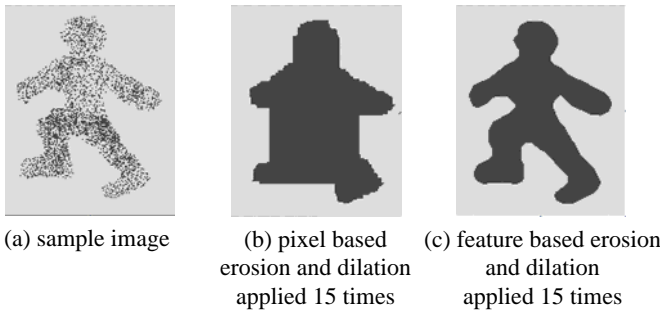 (a) sample image
(b) pixel based
erosion and dilation
applied 15 times
(c) feature based erosion
and dilation
applied 15 times